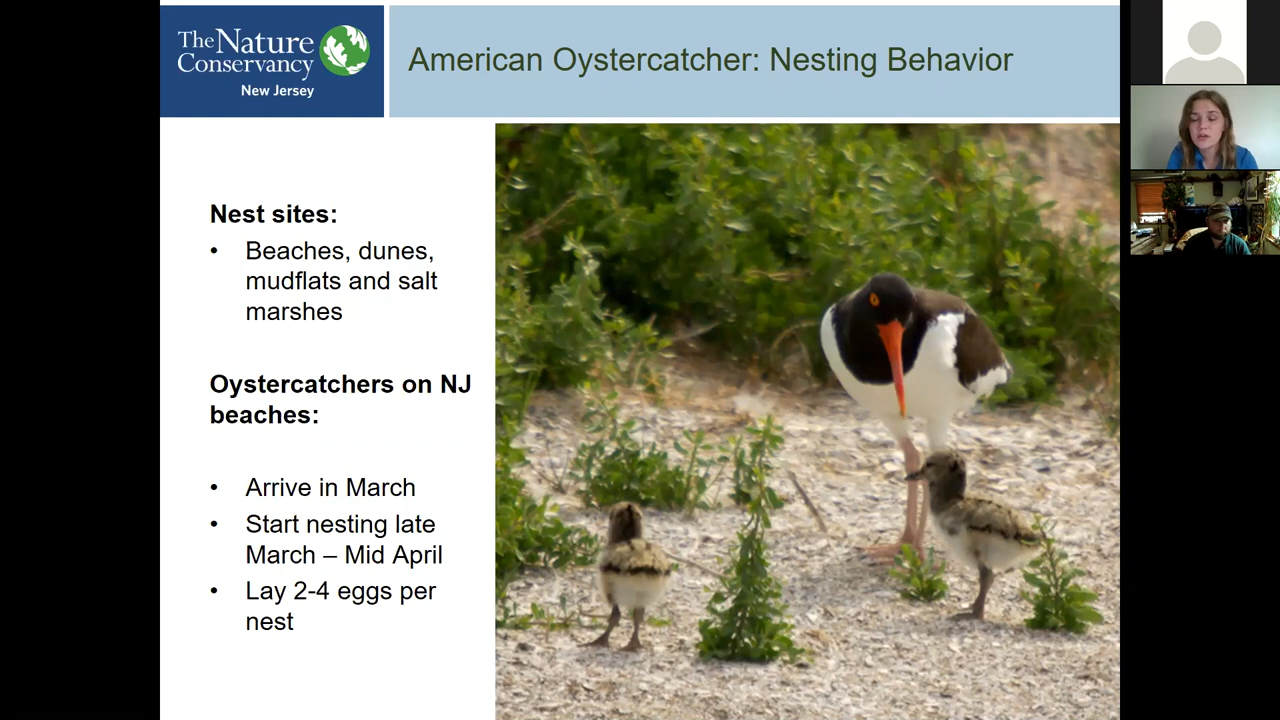 The Nature
Conservancy
New Jersey
American Oystercatcher: Nesting Behavior
Nest sites:
• Beaches, dunes,
mudflats and salt
marshes
Oystercatchers on NJ
beaches:
• Arrive in March
• Start nesting late
March – Mid April
• Lay 2-4 eggs per
nest